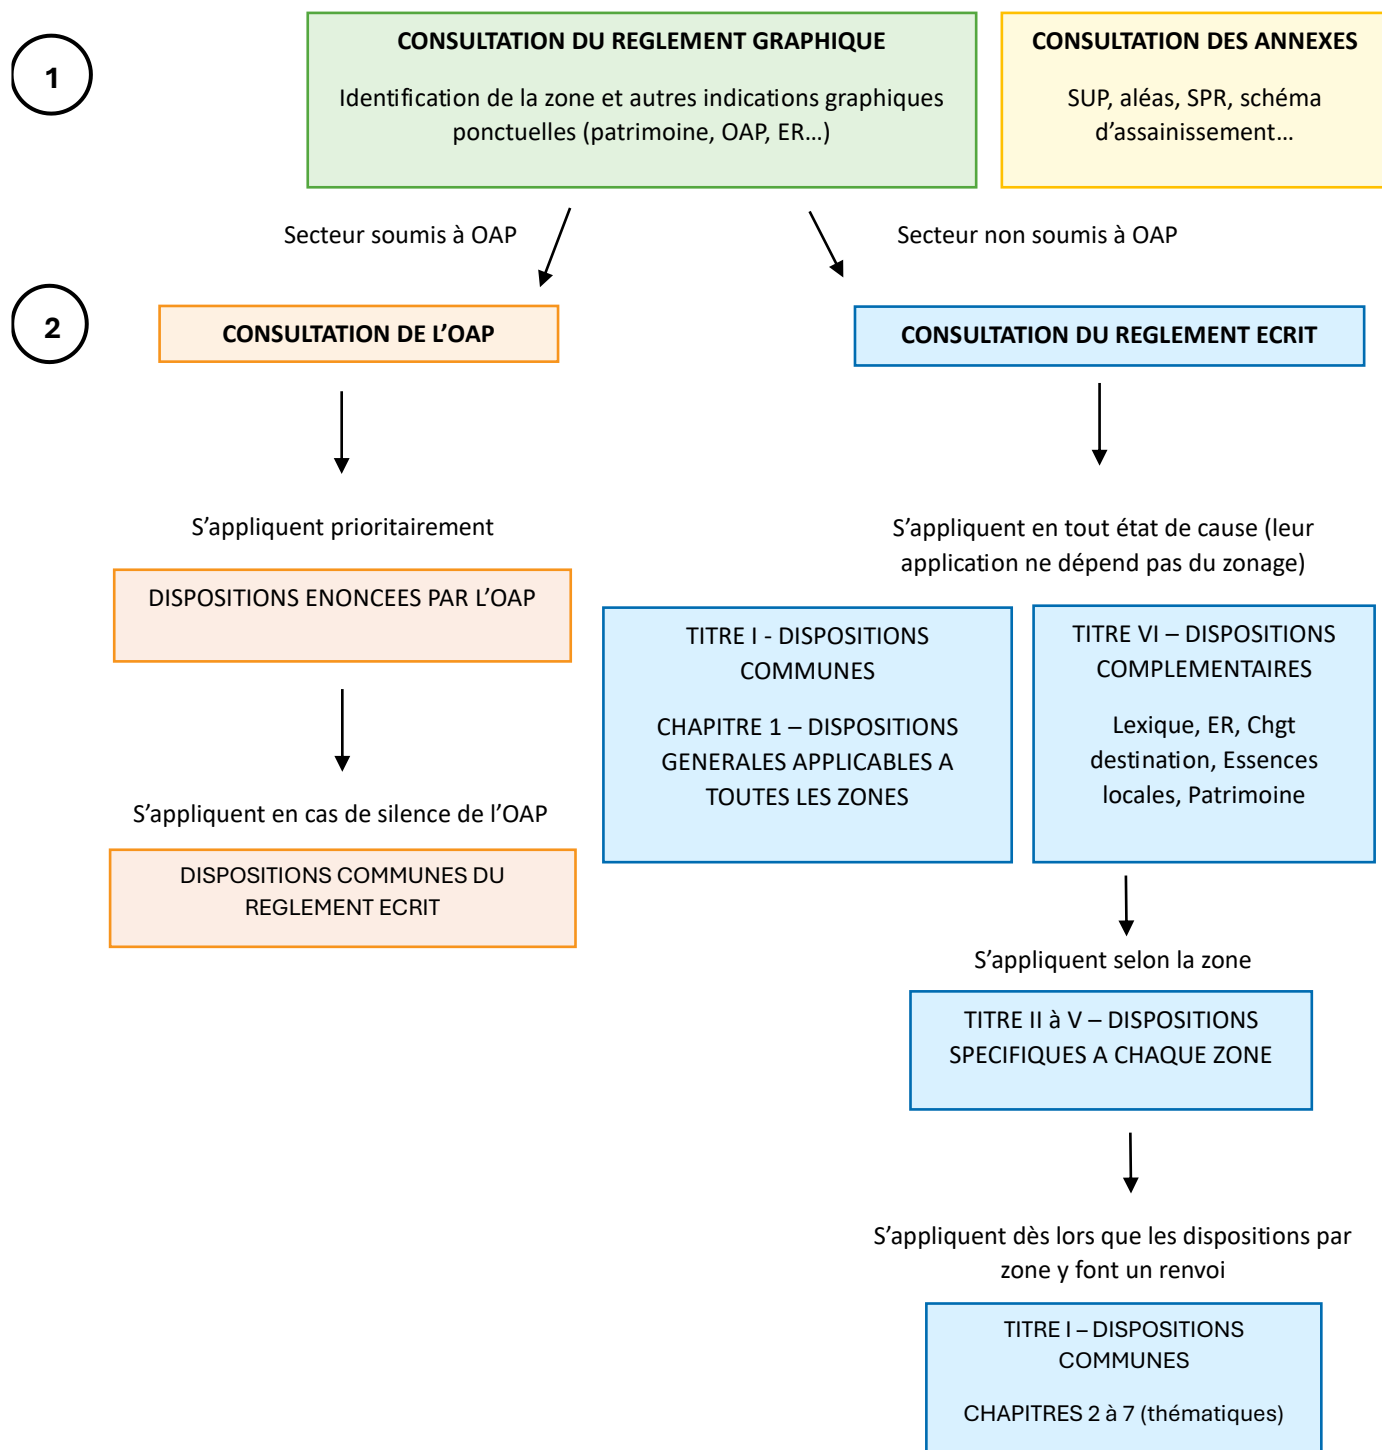 1
CONSULTATION DU REGLEMENT GRAPHIQUE
Identification de la zone et autres indications graphiques
ponctuelles (patrimoine, OAP, ER…)
CONSULTATION DES ANNEXES
SUP, aléas, SPR, schéma
d’assainissement…
Secteur soumis à OAP
Secteur non soumis à OAP
2
CONSULTATION DE L’OAP
CONSULTATION DU REGLEMENT ECRIT
S’appliquent prioritairement
DISPOSITIONS ENONCEES PAR L’OAP
S’appliquent en cas de silence de l’OAP
DISPOSITIONS COMMUNES DU
REGLEMENT ECRIT
S’appliquent en tout état de cause (leur
application ne dépend pas du zonage)
TITRE I - DISPOSITIONS
COMMUNES
CHAPITRE 1 – DISPOSITIONS
GENERALES APPLICABLES A
TOUTES LES ZONES
TITRE VI – DISPOSITIONS
COMPLEMENTAIRES
Lexique, ER, Chgt
destination, Essences
locales, Patrimoine
S’appliquent selon la zone
TITRE II à V – DISPOSITIONS
SPECIFIQUES A CHAQUE ZONE
S’appliquent dès lors que les dispositions par
zone y font un renvoi
TITRE I – DISPOSITIONS
COMMUNES
CHAPITRES 2 à 7 (thématiques)